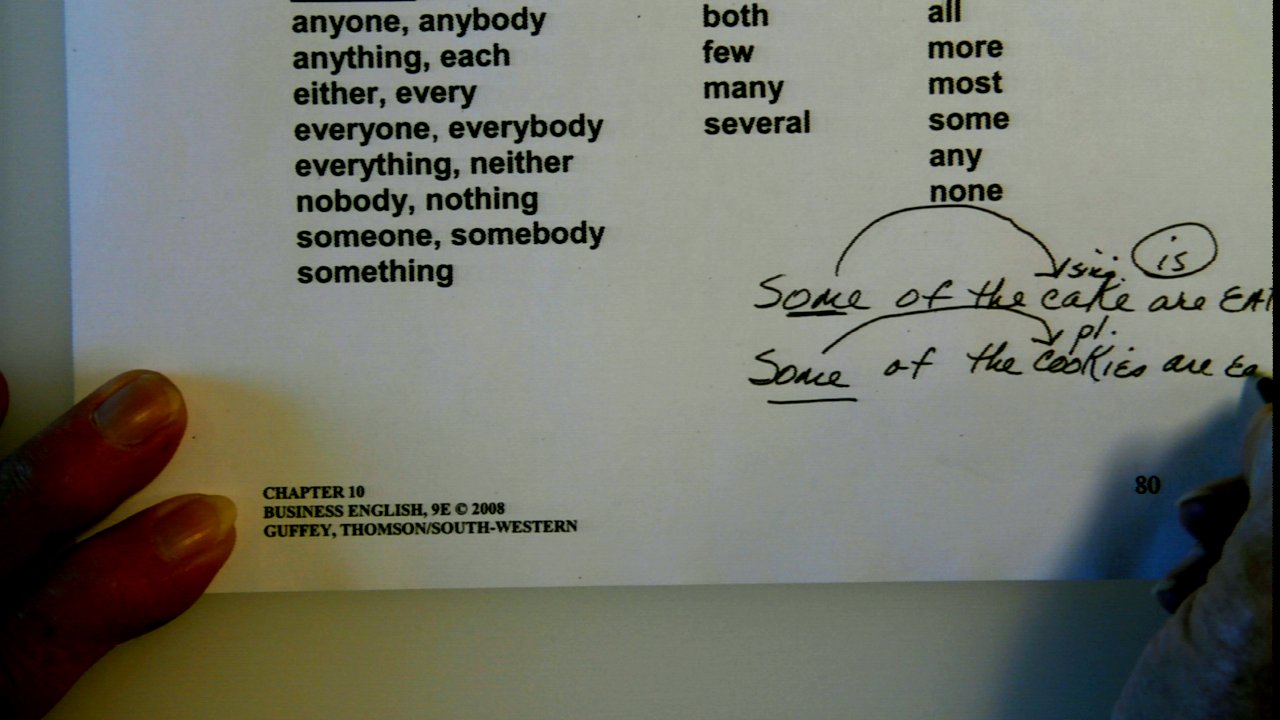 anyone, anybody both all
anything, each few more
either, every many most
everyone, everybody several some
everything, neither any
nobody, nothing none
someone, somebody
something
sing. is
Some of the cake are EAT
pl.
Some of the cookies are Ea
CHAPTER 10
BUSINESS ENGLISH, 9E © 2008
GUFFEY, THOMSON/SOUTH-WESTERN
80